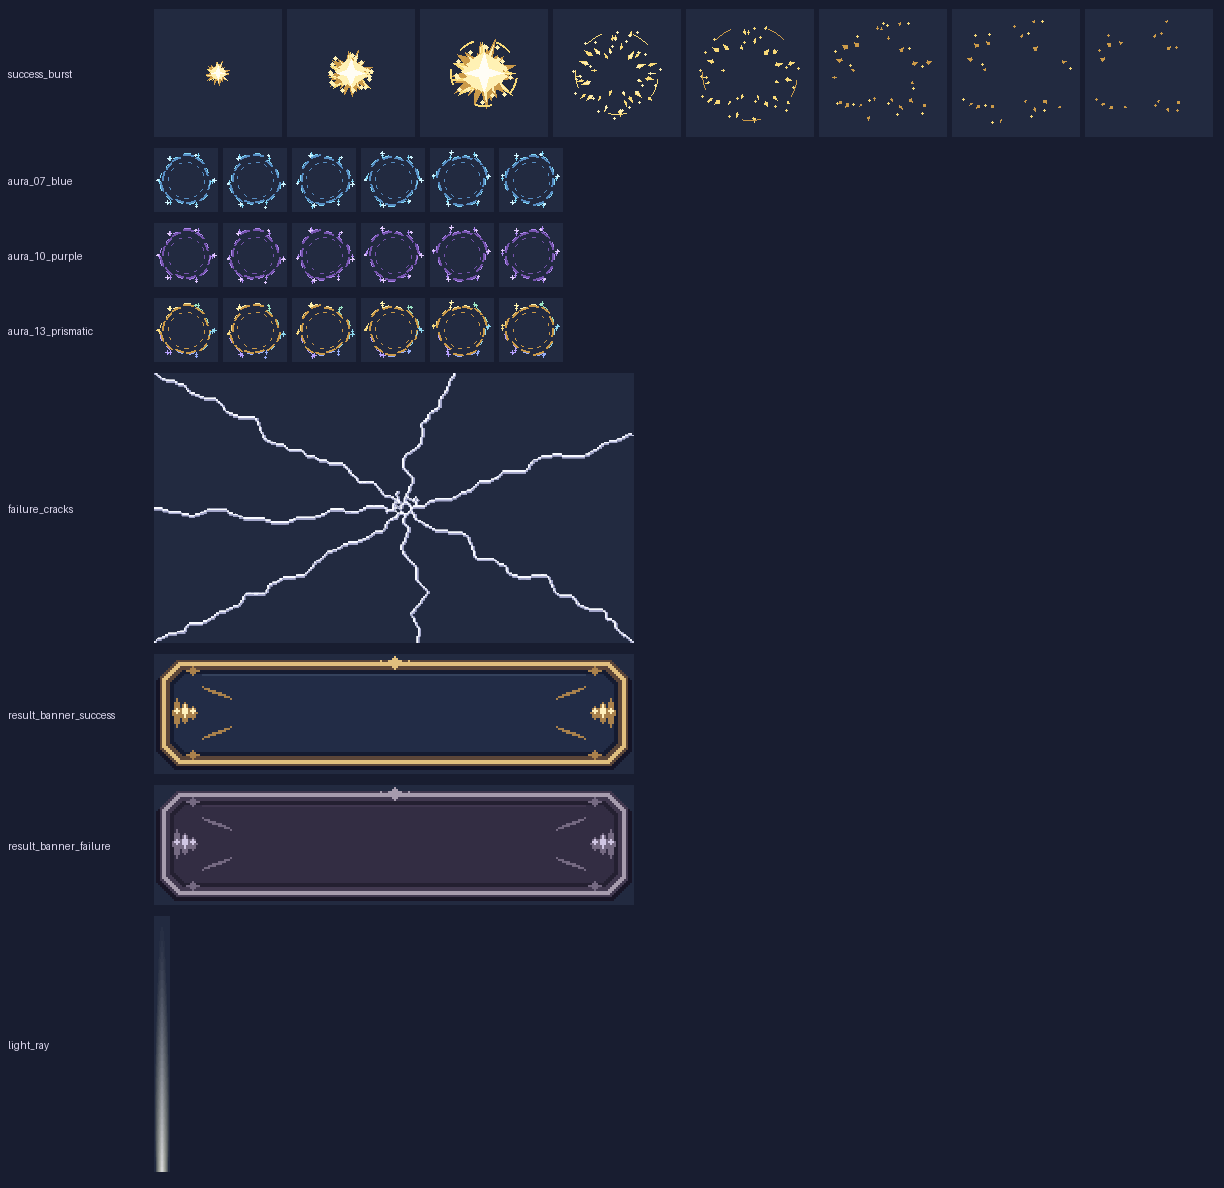 success_burst
aura_07_blue
aura_10_purple
aura_13_prismatic
failure_cracks
result_banner_success
result_banner_failure
light_ray